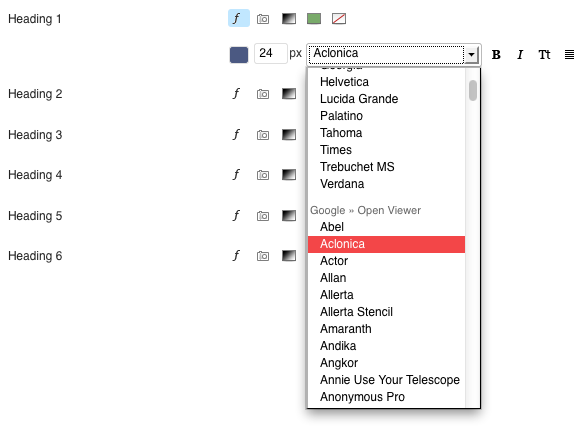 Heading 1
f
24 px Aclonica B I Tt
Georgia
Helvetica
Lucida Grande
Palatino
Tahoma
Times
Trebuchet MS
Verdana
Google » Open Viewer
Abel
Aclonica
Actor
Allan
Allerta
Allerta Stencil
Amaranth
Andika
Angkor
Annie Use Your Telescope
Anonymous Pro
Heading 2 f
Heading 3 f
Heading 4 f
Heading 5 f
Heading 6 f